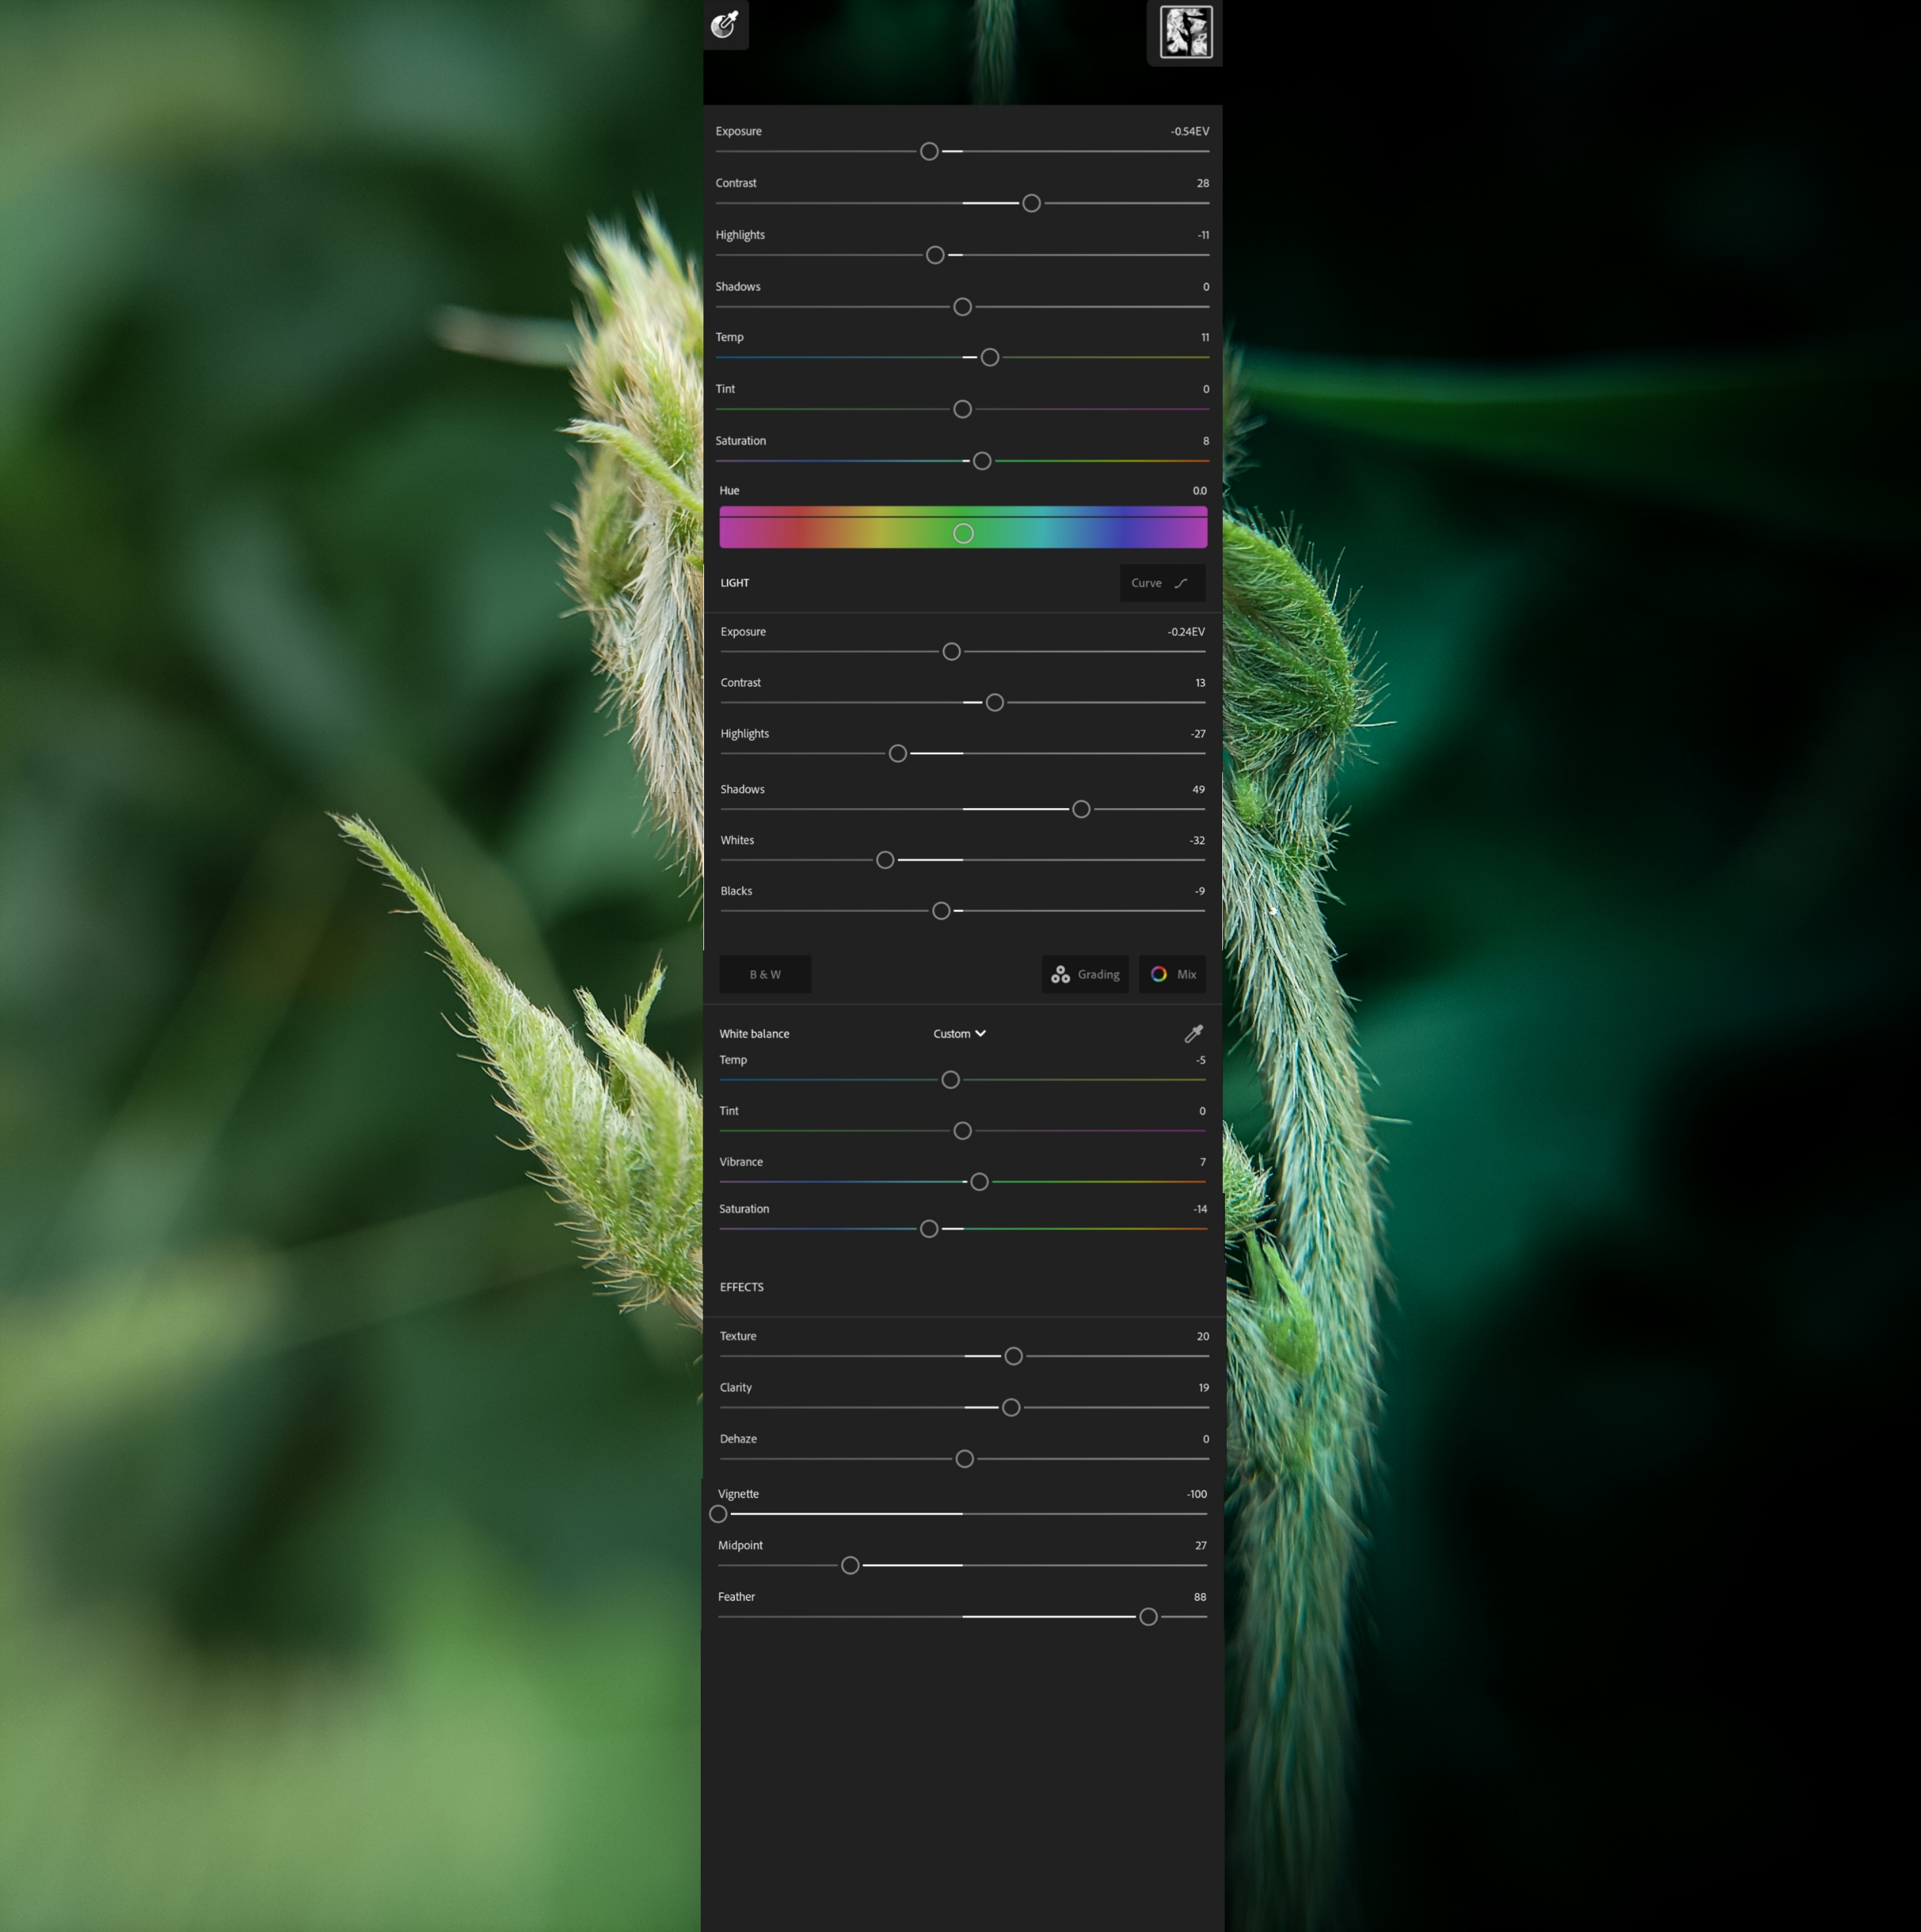 Exposure -0.54EV
Contrast 28
Highlights -11
Shadows 0
Temp 11
Tint 0
Saturation 8
Hue 0.0
LIGHT Curve
Exposure -0.24EV
Contrast 13
Highlights -27
Shadows 49
Whites -32
Blacks -9
B & W Grading Mix
White balance Custom
Temp -5
Tint 0
Vibrance 7
Saturation -14
EFFECTS
Texture 20
Clarity 19
Dehaze 0
Vignette -100
Midpoint 27
Feather 88